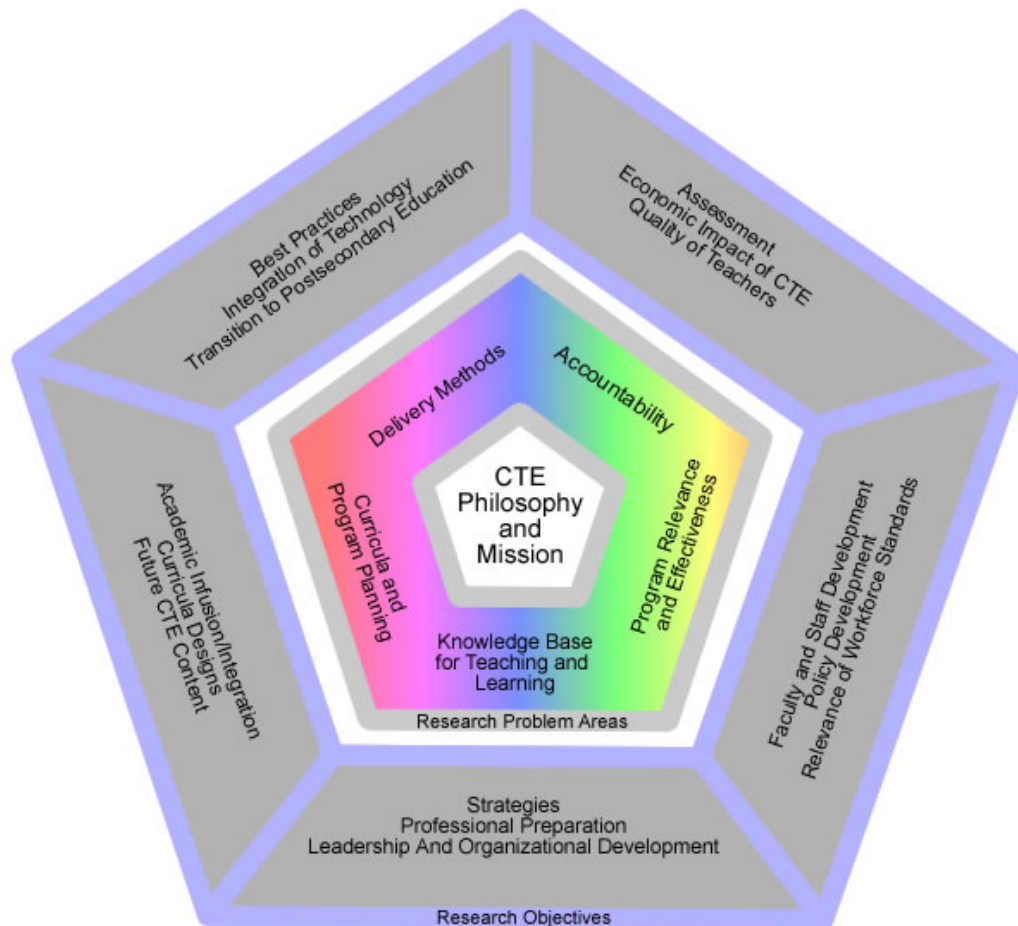 Best Practices
Integration of Technology
Transition to Postsecondary Education
Assessment
Economic Impact of CTE
Quality of Teachers
Delivery Methods
Accountability
CTE
Philosophy
and
Mission
Curricula and
Program Planning
Program Relevance
and Effectiveness
Knowledge Base
for Teaching and
Learning
Research Problem Areas
Academic Infusion/Integration
Curricula Designs
Future CTE Content
Faculty and Staff Development
Policy Development
Relevance of Workforce Standards
Strategies
Professional Preparation
Leadership And Organizational Development
Research Objectives